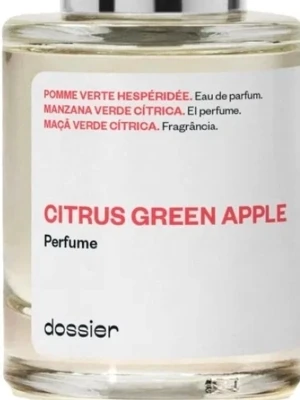 POMME VERTE HESPÉRIDÉE. Eau de parfum.
MANZANA VERDE CÍTRICA. El perfume.
MAÇÃ VERDE CÍTRICA. Fragrância.
CITRUS GREEN APPLE
Perfume
dossier